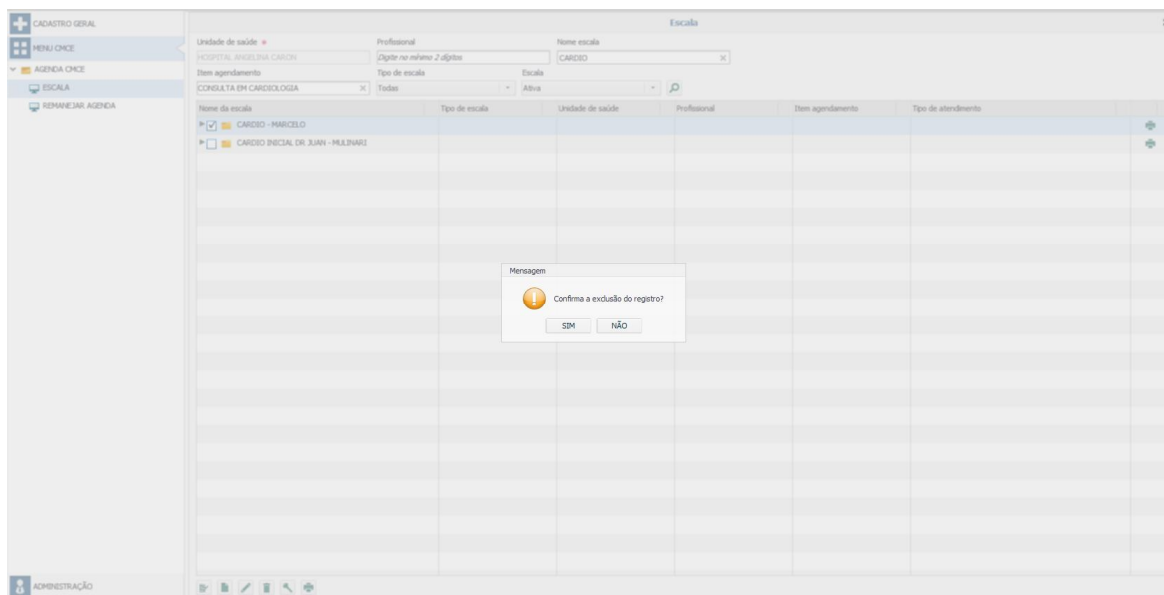 CADASTRO GERAL
MENU CMCE
AGENDA CMCE
ESCALA
REMANEJAR AGENDA
ADMINISTRAÇÃO
Escala
Unidade de saúde * Profissional Nome escala
HOSPITAL ANGELINA CARON Digite no mínimo 2 dígitos CARDIO
Item agendamento Tipo de escala Escala
CONSULTA EM CARDIOLOGIA Todas Ativa
Nome da escala Tipo de escala Unidade de saúde Profissional Item agendamento Tipo de atendimento
CARDIO - MARCELO
CARDIO INICIAL DR JUAN - MULINARI
Mensagem
Confirma a exclusão do registro?
SIM NÃO